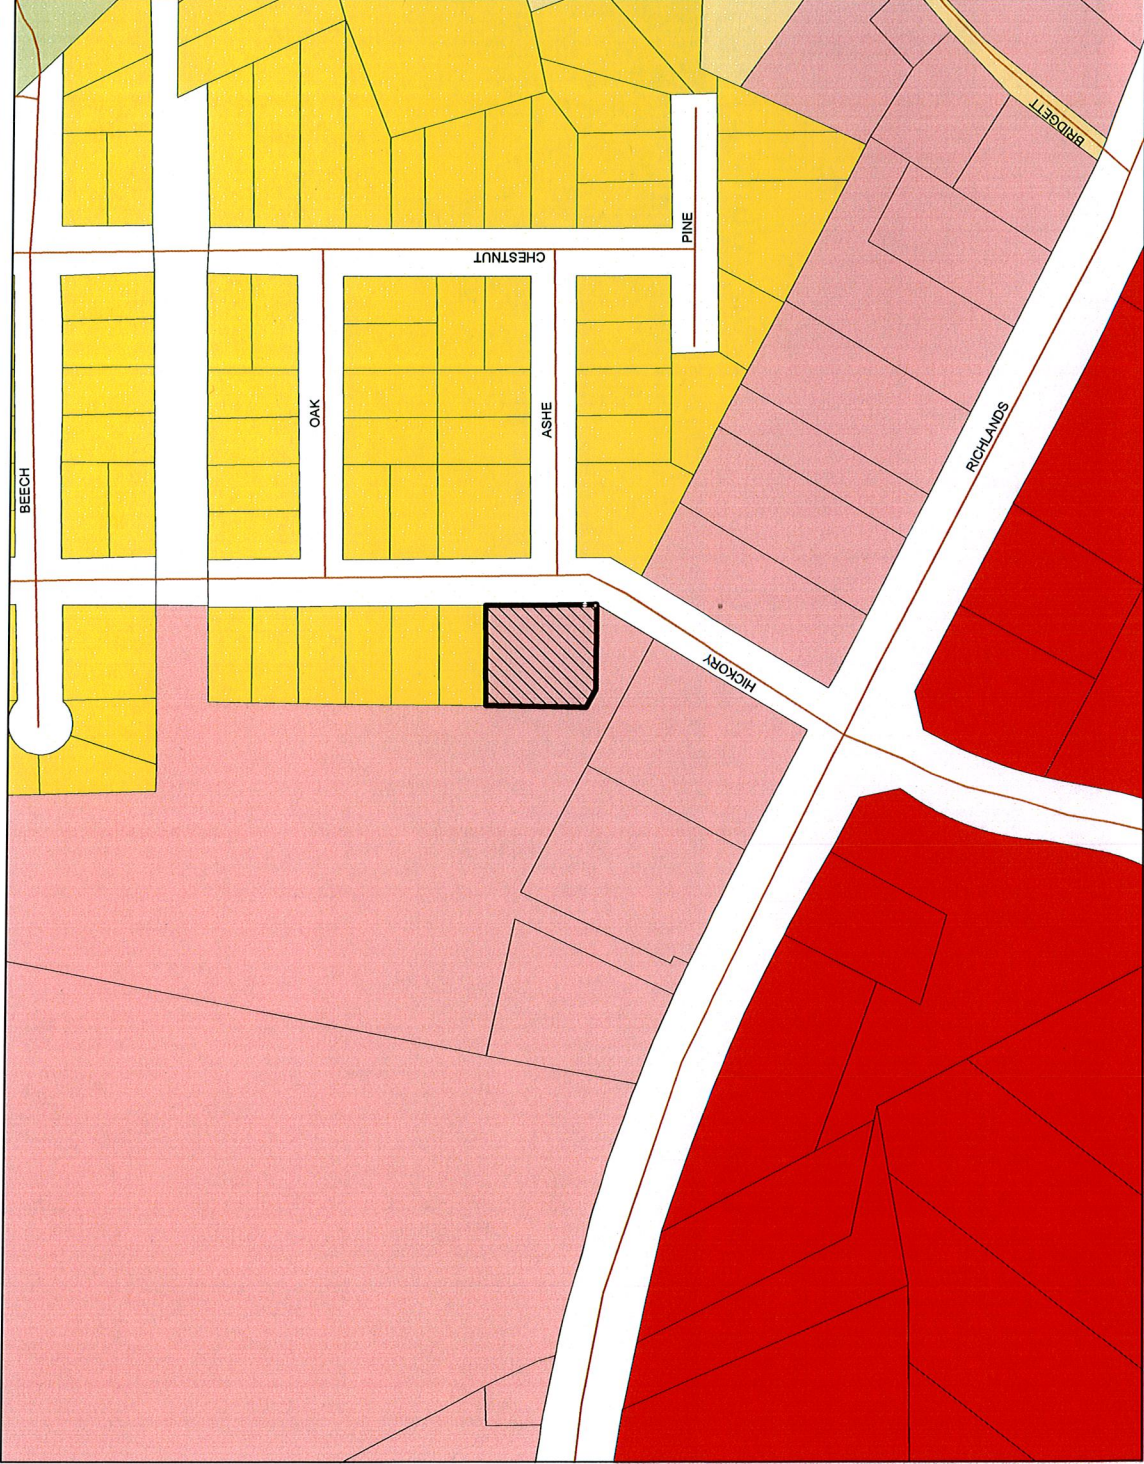 BRIDGETT
PINE
CHESTNUT
OAK
ASHE
RICHLANDS
BEECH
HICKORY